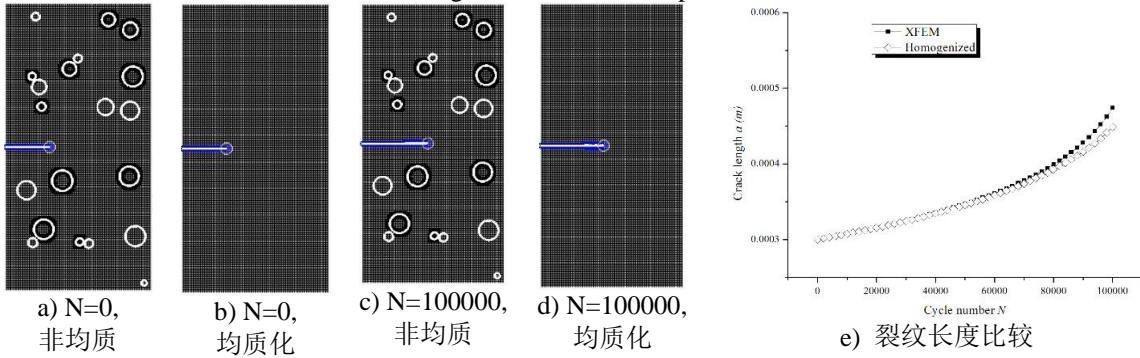 a) N=0,
非均质
b) N=0,
均质化
c) N=100000,
非均质
d) N=100000,
均质化
0.0006
0.0005
0.0004
0.0003
Crack length a (m)
XFEM
Homogenized
0
20000
40000
60000
80000
100000
Cycle number N
e) 裂纹长度比较